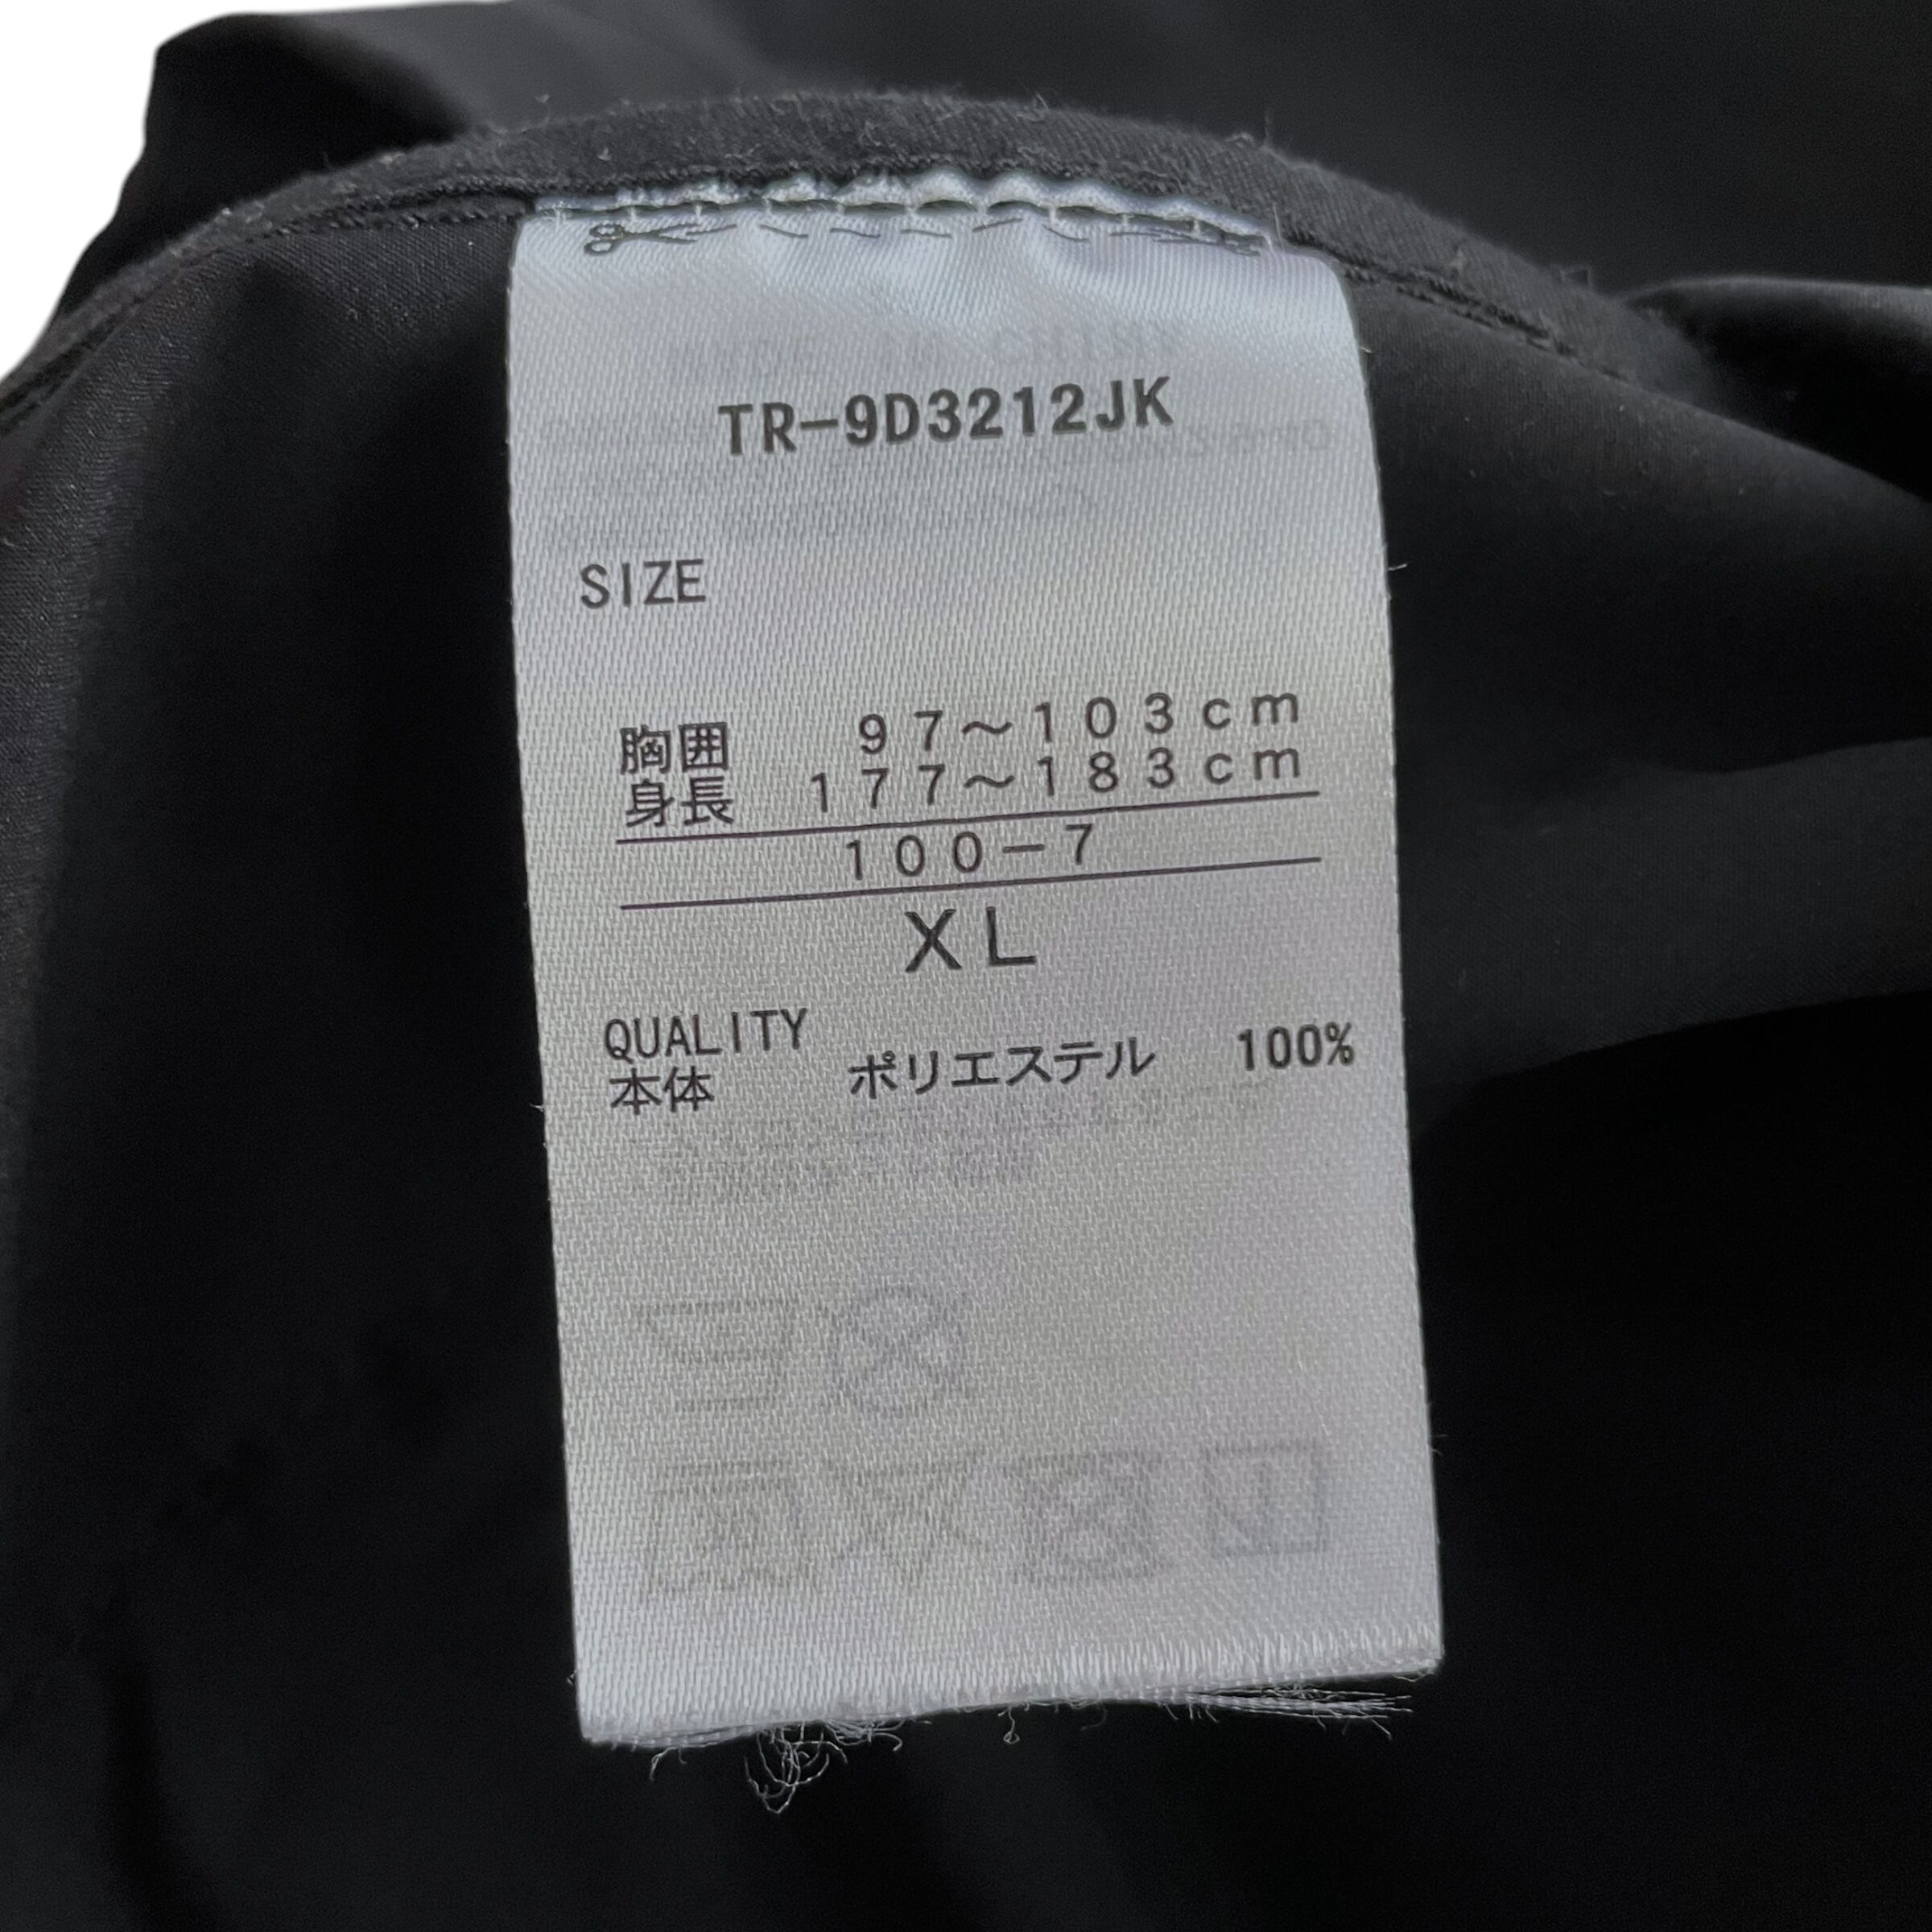 TR-9D3212JK
SIZE
胸囲 97~103cm
身長 177~183cm
100-7
XL
QUALITY
本体 ポリエステル 100%